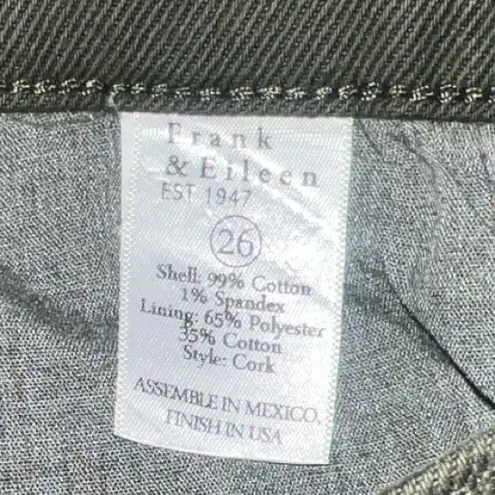 Frank
& Eileen
EST 1947
26
Shell: 99% Cotton
1% Spandex
Lining: 65% Polyester
35% Cotton
Style: Cork
ASSEMBLE IN MEXICO,
FINISH IN USA